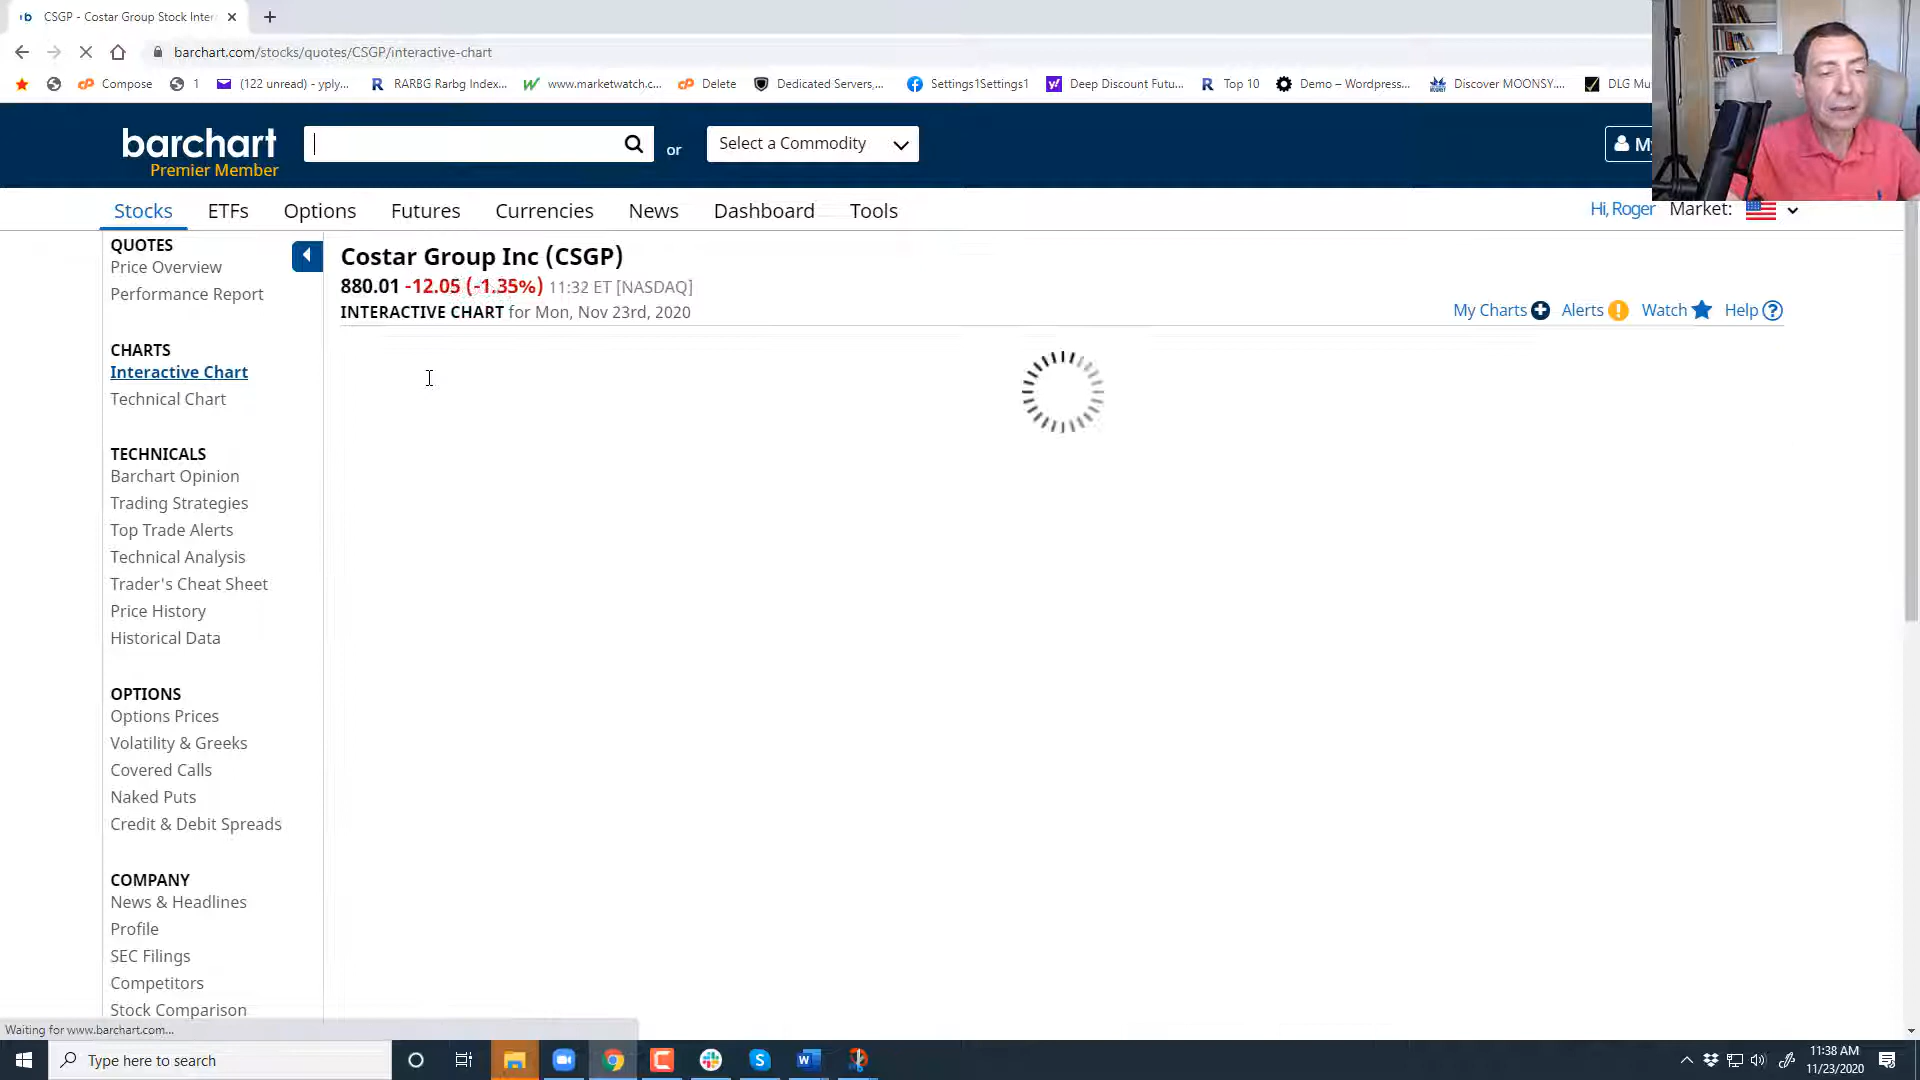 CSGP - Costar Group Stock Inter
barchart.com/stocks/quotes/CSGP/interactive-chart
Compose 1 (122 unread) - yply... RARBG Rarbg Index... www.marketwatch.c... Delete Dedicated Servers,... Settings1Settings1 Deep Discount Futu... Top 10 Demo – Wordpress... Discover MOONSY.... DLG Mu
barchart
Premier Member
or
Select a Commodity
My
Stocks ETFs Options Futures Currencies News Dashboard Tools
Hi, Roger Market:
QUOTES
Price Overview
Performance Report
CHARTS
Interactive Chart
Technical Chart
TECHNICALS
Barchart Opinion
Trading Strategies
Top Trade Alerts
Technical Analysis
Trader's Cheat Sheet
Price History
Historical Data
OPTIONS
Options Prices
Volatility & Greeks
Covered Calls
Naked Puts
Credit & Debit Spreads
COMPANY
News & Headlines
Profile
SEC Filings
Competitors
Stock Comparison
Costar Group Inc (CSGP)
880.01 -12.05 (-1.35%) 11:32 ET [NASDAQ]
INTERACTIVE CHART for Mon, Nov 23rd, 2020
My Charts Alerts Watch Help
Waiting for www.barchart.com...
Type here to search
11:38 AM
11/23/2020